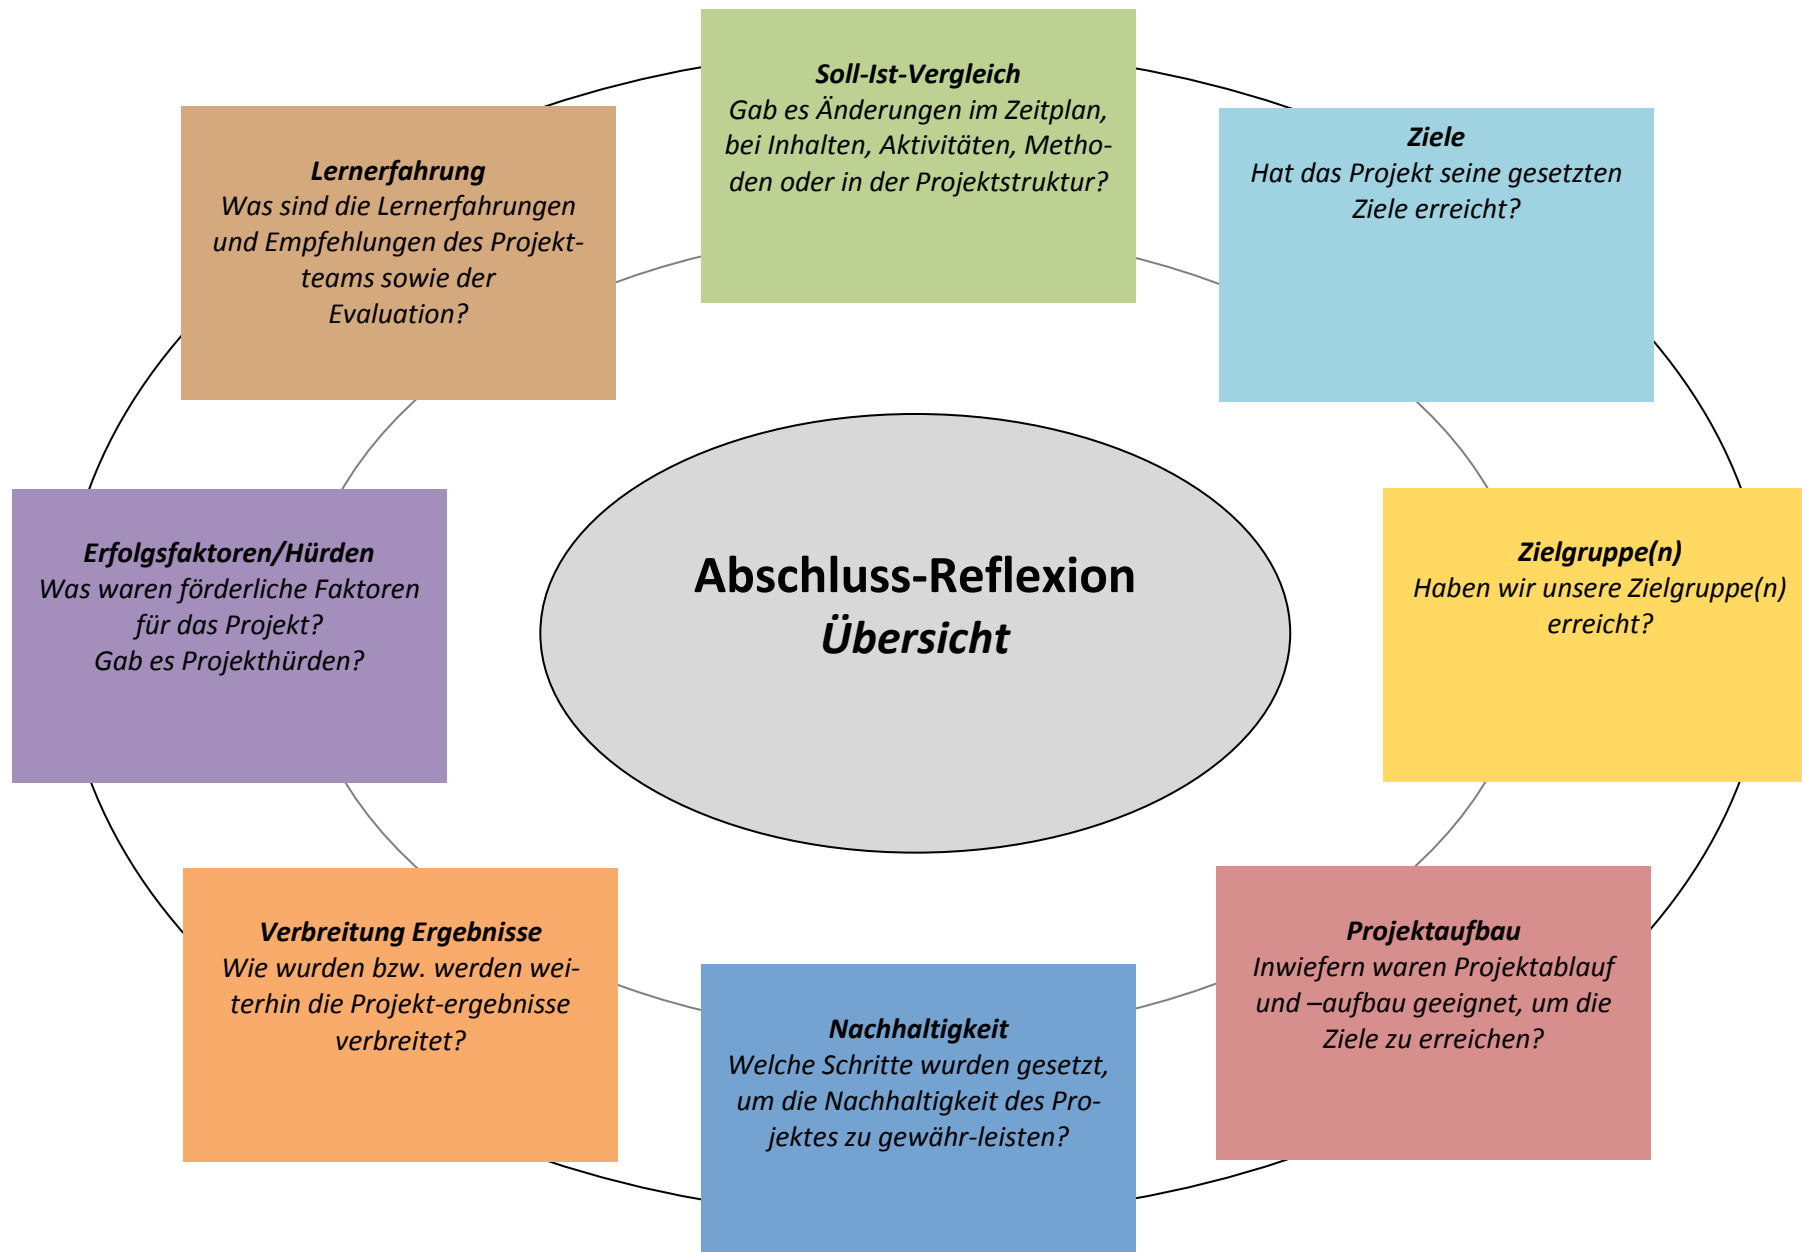 Soll-Ist-Vergleich
Gab es Änderungen im Zeitplan,
bei Inhalten, Aktivitäten, Metho-
den oder in der Projektstruktur?
Ziele
Hat das Projekt seine gesetzten
Ziele erreicht?
Lernerfahrung
Was sind die Lernerfahrungen
und Empfehlungen des Projekt-
teams sowie der
Evaluation?
Abschluss-Reflexion
Übersicht
Zielgruppe(n)
Haben wir unsere Zielgruppe(n)
erreicht?
Erfolgsfaktoren/Hürden
Was waren förderliche Faktoren
für das Projekt?
Gab es Projekthürden?
Projektaufbau
Inwiefern waren Projektablauf
und –aufbau geeignet, um die
Ziele zu erreichen?
Verbreitung Ergebnisse
Wie wurden bzw. werden wei-
terhin die Projekt-ergebnisse
verbreitet?
Nachhaltigkeit
Welche Schritte wurden gesetzt,
um die Nachhaltigkeit des Pro-
jektes zu gewähr-leisten?